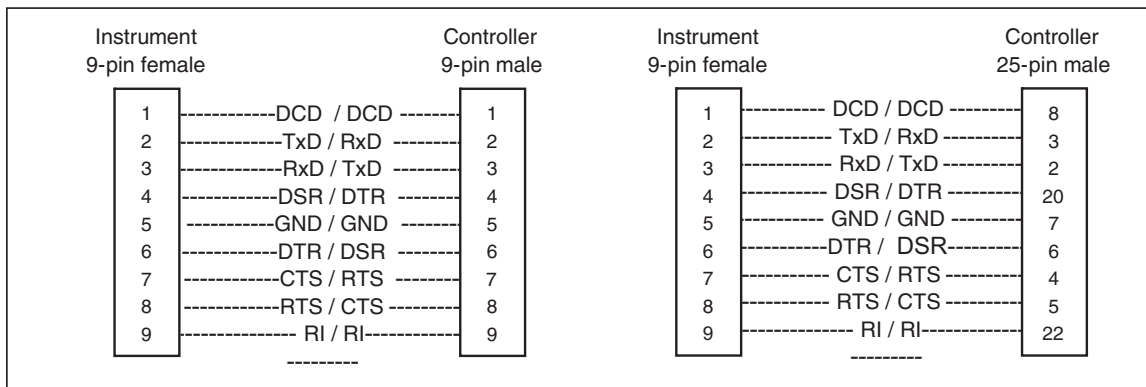 Instrument
9-pin female
Controller
9-pin male
1 DCD / DCD 1
2 TxD / RxD 2
3 RxD / TxD 3
4 DSR / DTR 4
5 GND / GND 5
6 DTR / DSR 6
7 CTS / RTS 7
8 RTS / CTS 8
9 RI / RI 9
Instrument
9-pin female
Controller
25-pin male
1 DCD / DCD 8
2 TxD / RxD 3
3 RxD / TxD 2
4 DSR / DTR 20
5 GND / GND 7
6 DTR / DSR 6
7 CTS / RTS 4
8 RTS / CTS 5
9 RI / RI 22